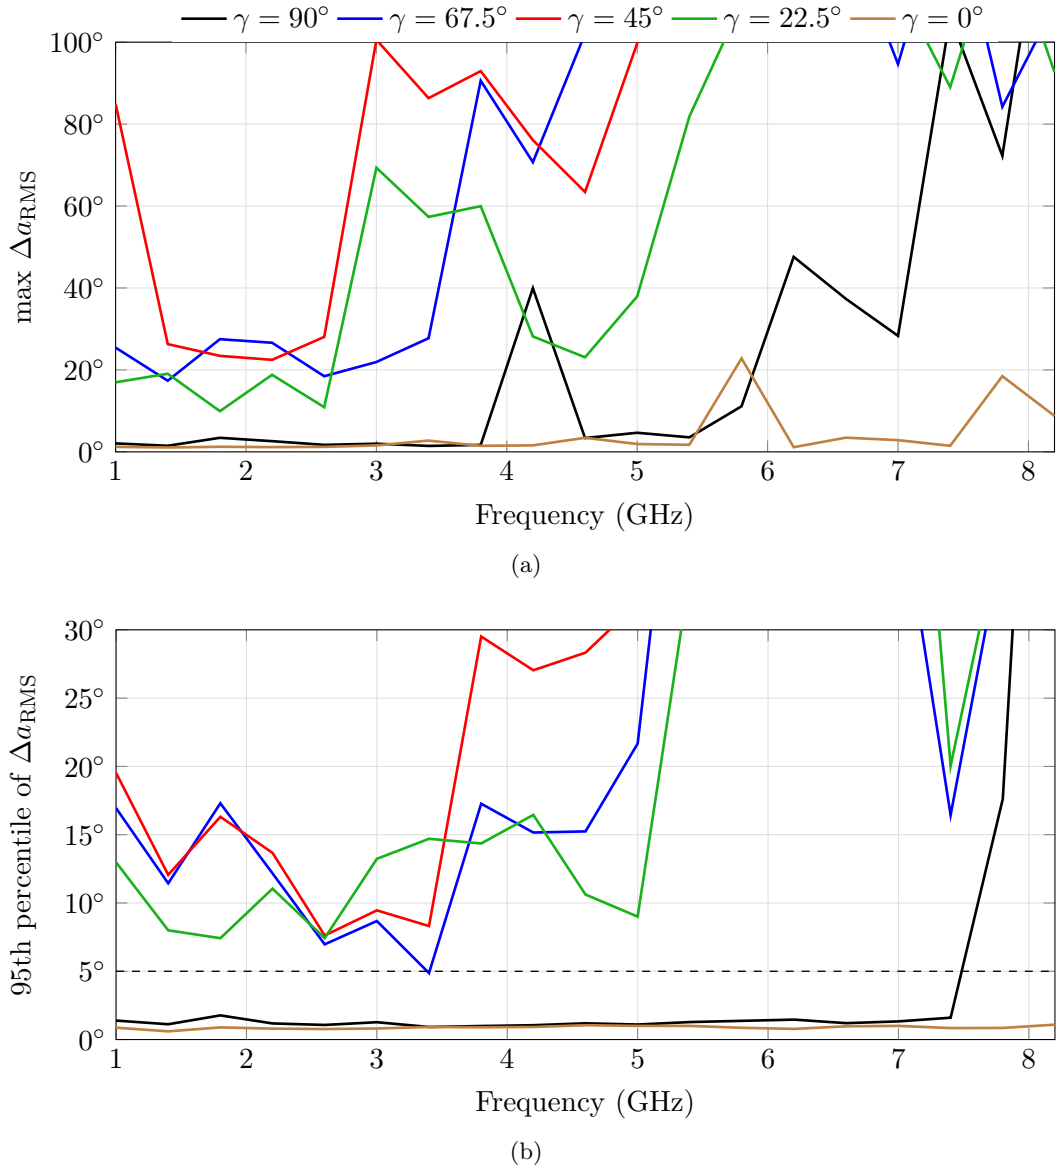 γ = 90° γ = 67.5° γ = 45° γ = 22.5° γ = 0°
100°
80°
60°
40°
20°
0°
max Δa_RMS
1 2 3 4 5 6 7 8
Frequency (GHz)
(a)
30°
25°
20°
15°
10°
5°
0°
95th percentile of Δa_RMS
1 2 3 4 5 6 7 8
Frequency (GHz)
(b)